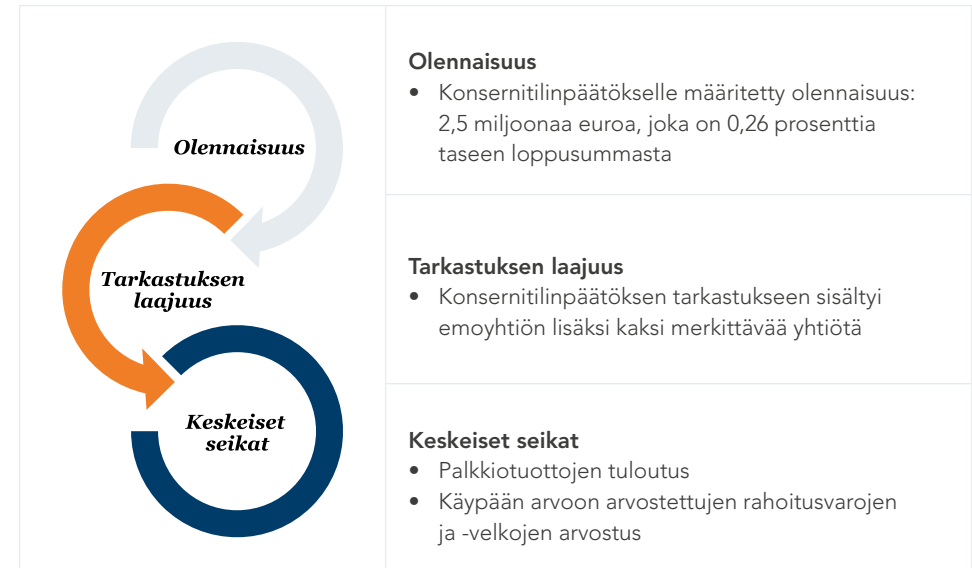 Olennaisuus
Tarkastuksen
laajuus
Keskeiset
seikat
Olennaisuus
• Konsernitilinpäätökselle määritetty olennaisuus:
2,5 miljoonaa euroa, joka on 0,26 prosenttia
taseen loppusummasta
Tarkastuksen laajuus
• Konsernitilinpäätöksen tarkastukseen sisältyi
emoyhtiön lisäksi kaksi merkittävää yhtiötä
Keskeiset seikat
• Palkkiotuottojen tuloutus
• Käypään arvoon arvostettujen rahoitusvarojen
ja -velkojen arvostus